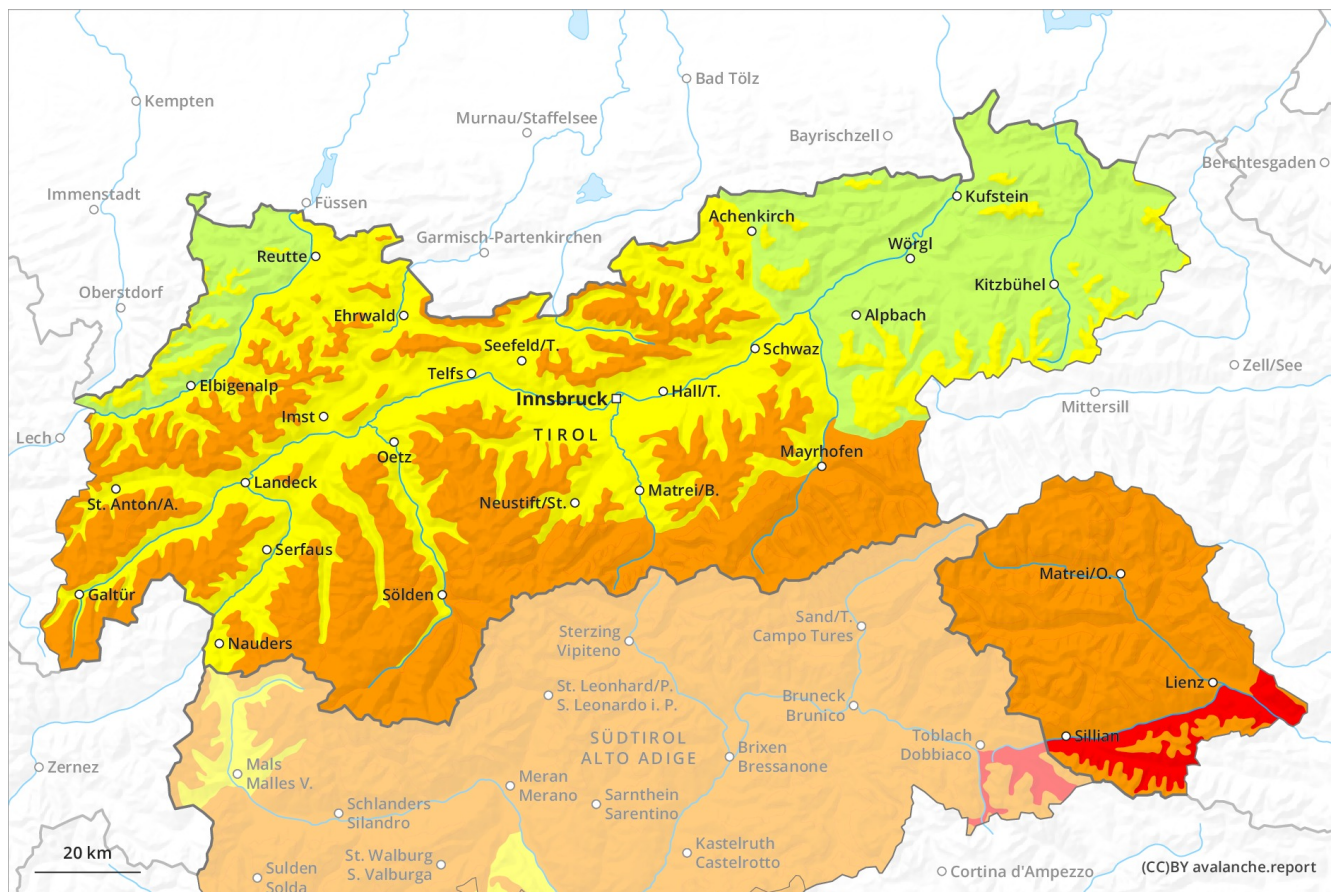 Bad Tölz
Kempten
Murnau/Staffelsee
Bayrischzell
Berchtesgaden
Immenstadt
Füssen
Kufstein
Achenkirch
Garmisch-Partenkirchen
Wörgl
Reutte
Kitzbühel
Oberstdorf
Ehrwald
Alpbach
Seefeld/T.
Schwaz
Zell/See
Telfs
Elbigenalp
Innsbruck
Hall/T.
Mittersill
Imst
TIROL
Lech
Oetz
Mayrhofen
Landeck
Matrei/B.
St. Anton/A.
Neustift/St.
Serfaus
Matrei/O.
Galtür
Sölden
Sand/T.
Campo Tures
Sterzing
Vipiteno
Nauders
Lienz
St. Leonhard/P.
S. Leonardo i. P.
Bruneck
Brunico
Toblach
Dobbiaco
Sillian
SÜDTIROL
ALTO ADIGE
Brixen
Bressanone
Zernez
Mals
Malles V.
Meran
Merano
Schlanders
Silandro
Sarnthein
Sarentino
Kastelruth
Castelrotto
20 km
St. Walburg
S. Valburga
Sulden
Solda
Cortina d'Ampezzo
(CC)BY avalanche.report